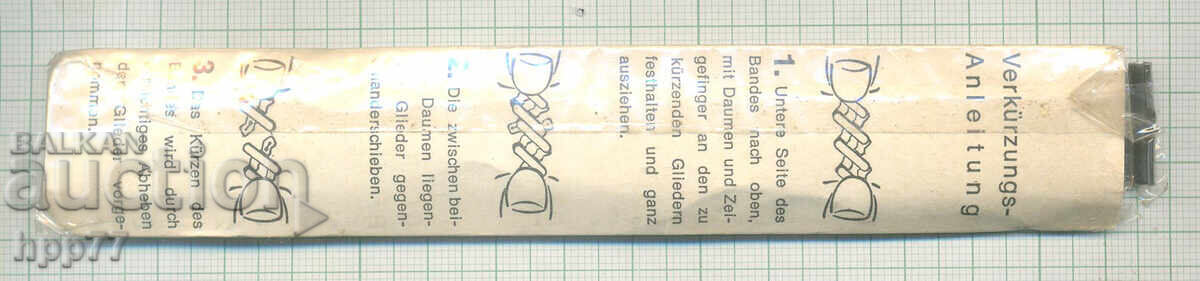 Verkürzungs-
Anleitung
1. Untere Seite des
Bandes nach oben,
mit Daumen und Zei-
gefinger an den zu
kürzenden Gliedern
festhalten und ganz
ausziehen.
2. Die zwischen bei-
Daumen liegen-
Glieder gegen-
anderschieben.
3. Das Kürzen des
wird durch
Abheben
der Glieder vorge-
nommen.
BALKAN
auction
hpp77